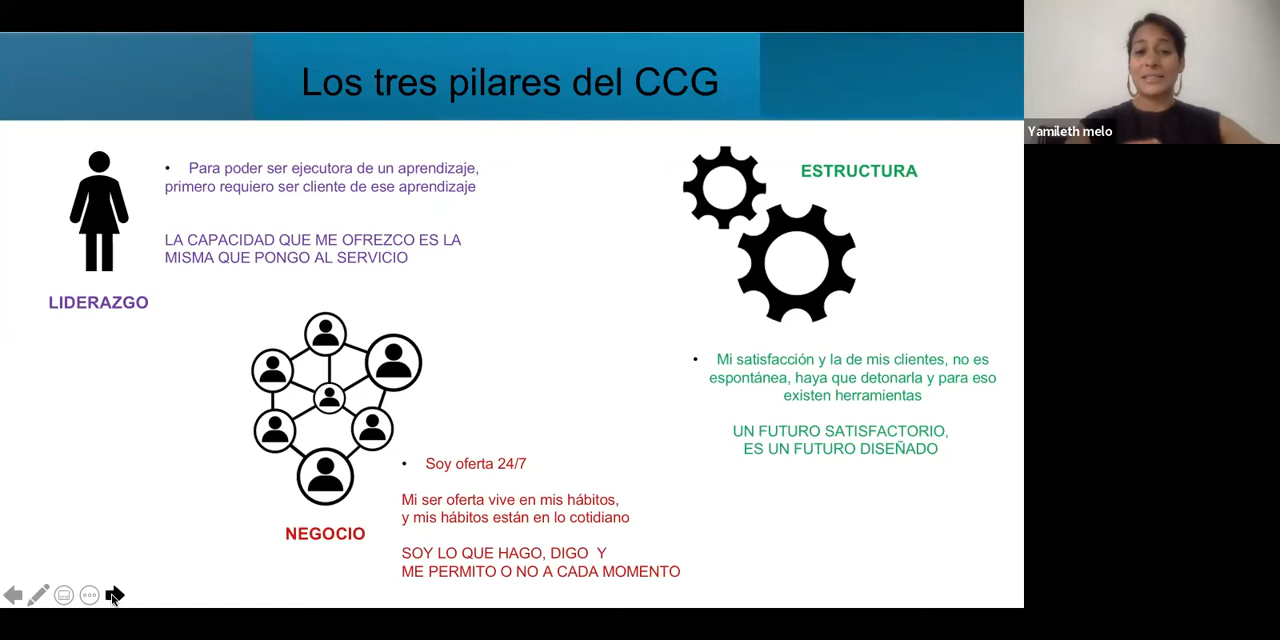 Los tres pilares del CCG
• Para poder ser ejecutora de un aprendizaje,
primero requiero ser cliente de ese aprendizaje
LA CAPACIDAD QUE ME OFREZCO ES LA
MISMA QUE PONGO AL SERVICIO
LIDERAZGO
ESTRUCTURA
• Mi satisfacción y la de mis clientes, no es
espontánea, haya que detonarla y para eso
existen herramientas
UN FUTURO SATISFACTORIO,
ES UN FUTURO DISEÑADO
• Soy oferta 24/7
Mi ser oferta vive en mis hábitos,
y mis hábitos están en lo cotidiano
SOY LO QUE HAGO, DIGO Y
ME PERMITO O NO A CADA MOMENTO
NEGOCIO
Yamileth melo